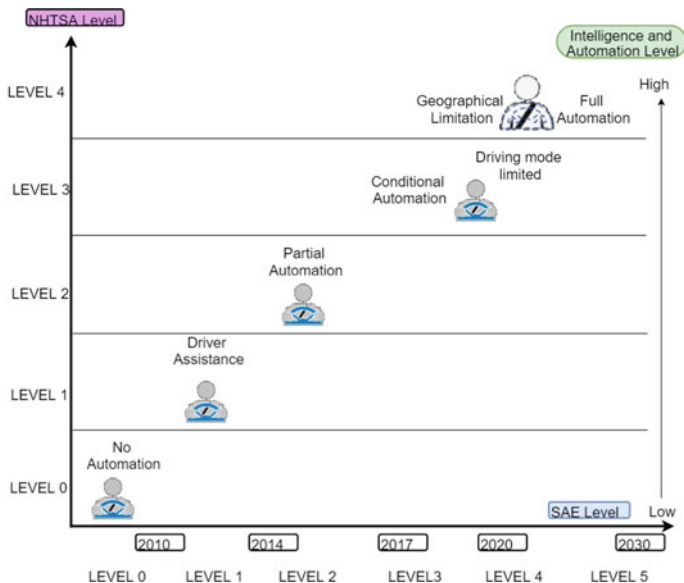 NHTSA Level
Intelligence and
Automation Level
LEVEL 4
Geographical
Limitation
Full
Automation
High
LEVEL 3
Conditional
Automation
Driving mode
limited
Partial
Automation
LEVEL 2
Driver
Assistance
LEVEL 1
No
Automation
LEVEL 0
SAE Level
Low
2010
2014
2017
2020
2030
LEVEL 0
LEVEL 1
LEVEL 2
LEVEL3
LEVEL 4
LEVEL 5